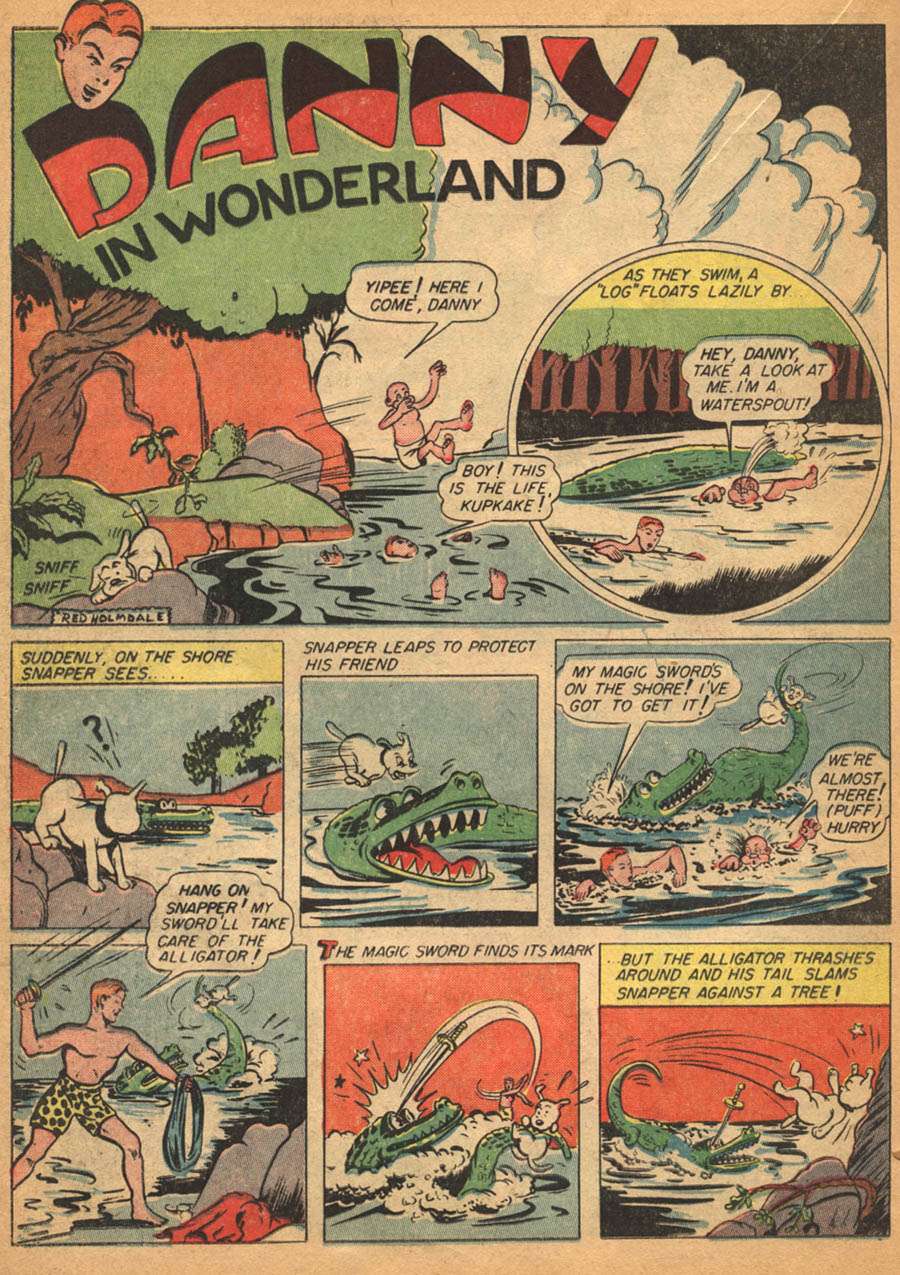 DANNY
IN WONDERLAND
YIPEE! HERE I
COME, DANNY
AS THEY SWIM, A
"LOG" FLOATS LAZILY BY...
HEY, DANNY,
TAKE A LOOK AT
ME. I'M A
WATERSPOUT!
BOY! THIS
IS THE LIFE,
KUPKAKE!
SNIFF
SNIFF
RED HOLMDALE
SUDDENLY, ON THE SHORE
SNAPPER SEES.....
?
SNAPPER LEAPS TO PROTECT
HIS FRIEND
MY MAGIC SWORD'S
ON THE SHORE! I'VE
GOT TO GET IT!
WE'RE
ALMOST
THERE!
(PUFF)
HURRY
HANG ON
SNAPPER! MY
SWORD'LL TAKE
CARE OF THE
ALLIGATOR!
THE MAGIC SWORD FINDS ITS MARK
...BUT THE ALLIGATOR THRASHES
AROUND AND HIS TAIL SLAMS
SNAPPER AGAINST A TREE!